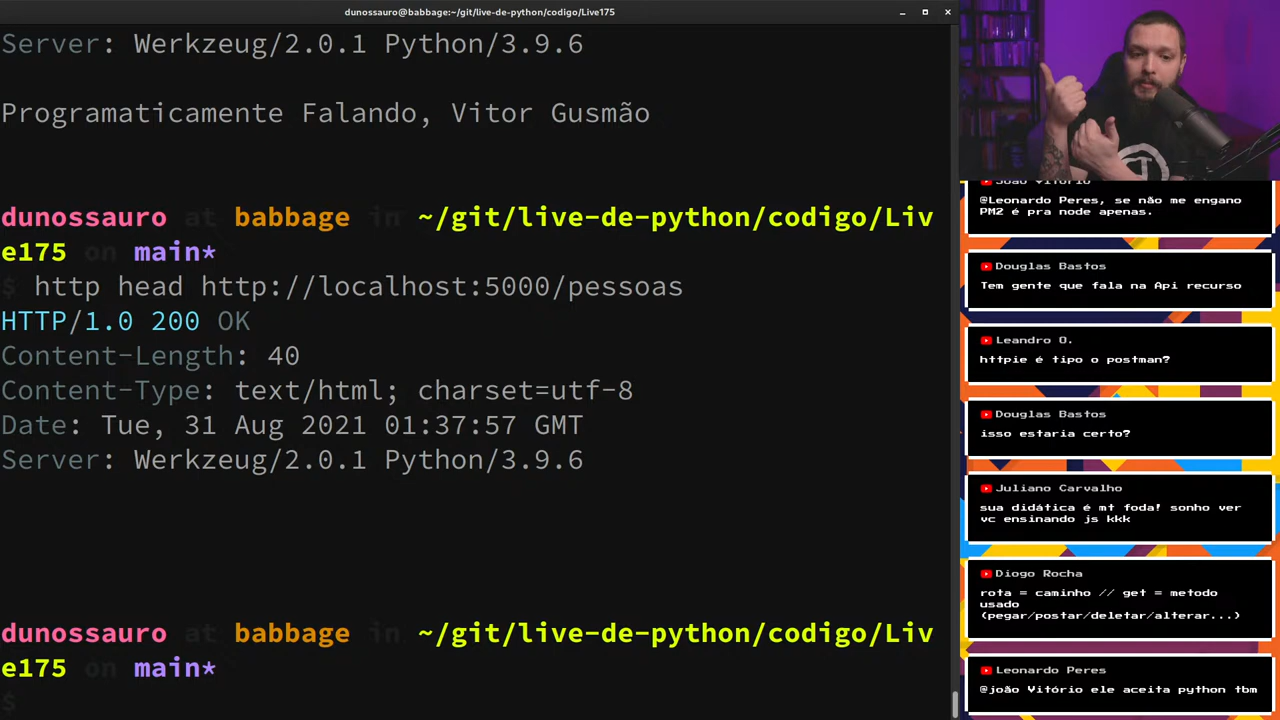 dunossauro@babbage:~/git/live-de-python/codigo/Live175
Server: Werkzeug/2.0.1 Python/3.9.6
Programaticamente Falando, Vitor Gusmão
dunossauro at babbage in ~/git/live-de-python/codigo/Liv
e175 on main*
$ http head http://localhost:5000/pessoas
HTTP/1.0 200 OK
Content-Length: 40
Content-Type: text/html; charset=utf-8
Date: Tue, 31 Aug 2021 01:37:57 GMT
Server: Werkzeug/2.0.1 Python/3.9.6
dunossauro at babbage in ~/git/live-de-python/codigo/Liv
e175 on main*
$
João Vitório
@Leonardo Peres, se não me engano
PM2 é pra node apenas.
Douglas Bastos
Tem gente que fala na Api recurso
Leandro O.
httpie é tipo o postman?
Douglas Bastos
isso estaria certo?
Juliano Carvalho
sua didática é mt foda! sonho ver
vc ensinando js kkk
Diogo Rocha
rota = caminho // get = metodo
usado
(pegar/postar/deletar/alterar...)
Leonardo Peres
@joão Vitório ele aceita python tbm